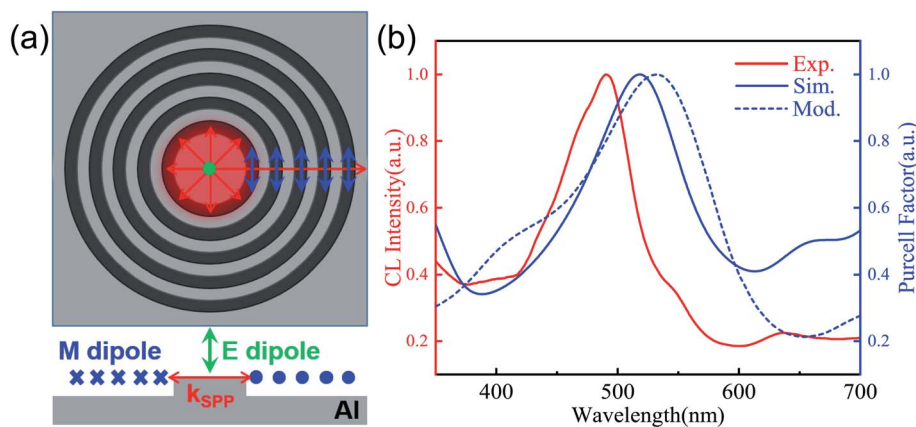 (a)
M dipole
E dipole
kSPP
Al
(b)
Exp.
Sim.
Mod.
CL Intensity(a.u.)
1.0
0.8
0.6
0.4
0.2
Purcell Factor(a.u.)
1.0
0.8
0.6
0.4
0.2
400
500
600
700
Wavelength(nm)